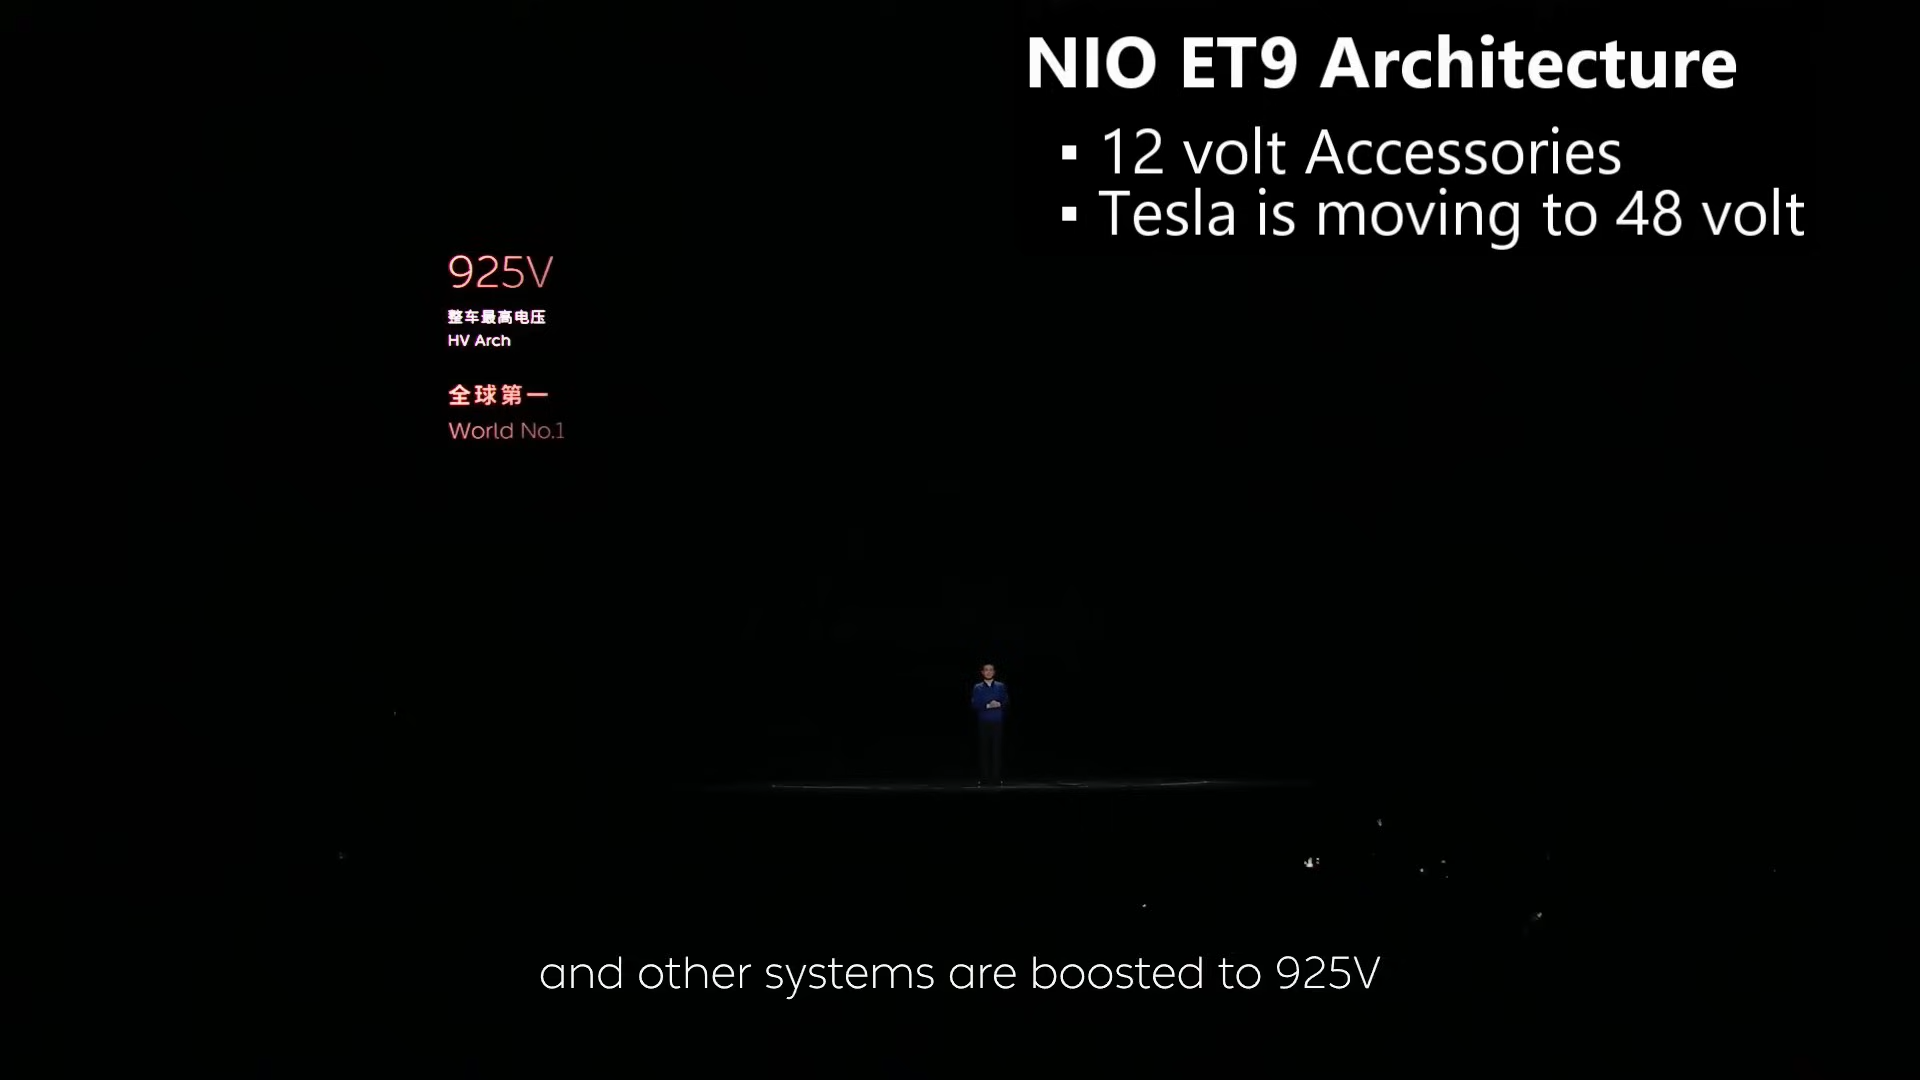 NIO ET9 Architecture
▪ 12 volt Accessories
▪ Tesla is moving to 48 volt
925V
整车最高电压
HV Arch
全球第一
World No.1
and other systems are boosted to 925V